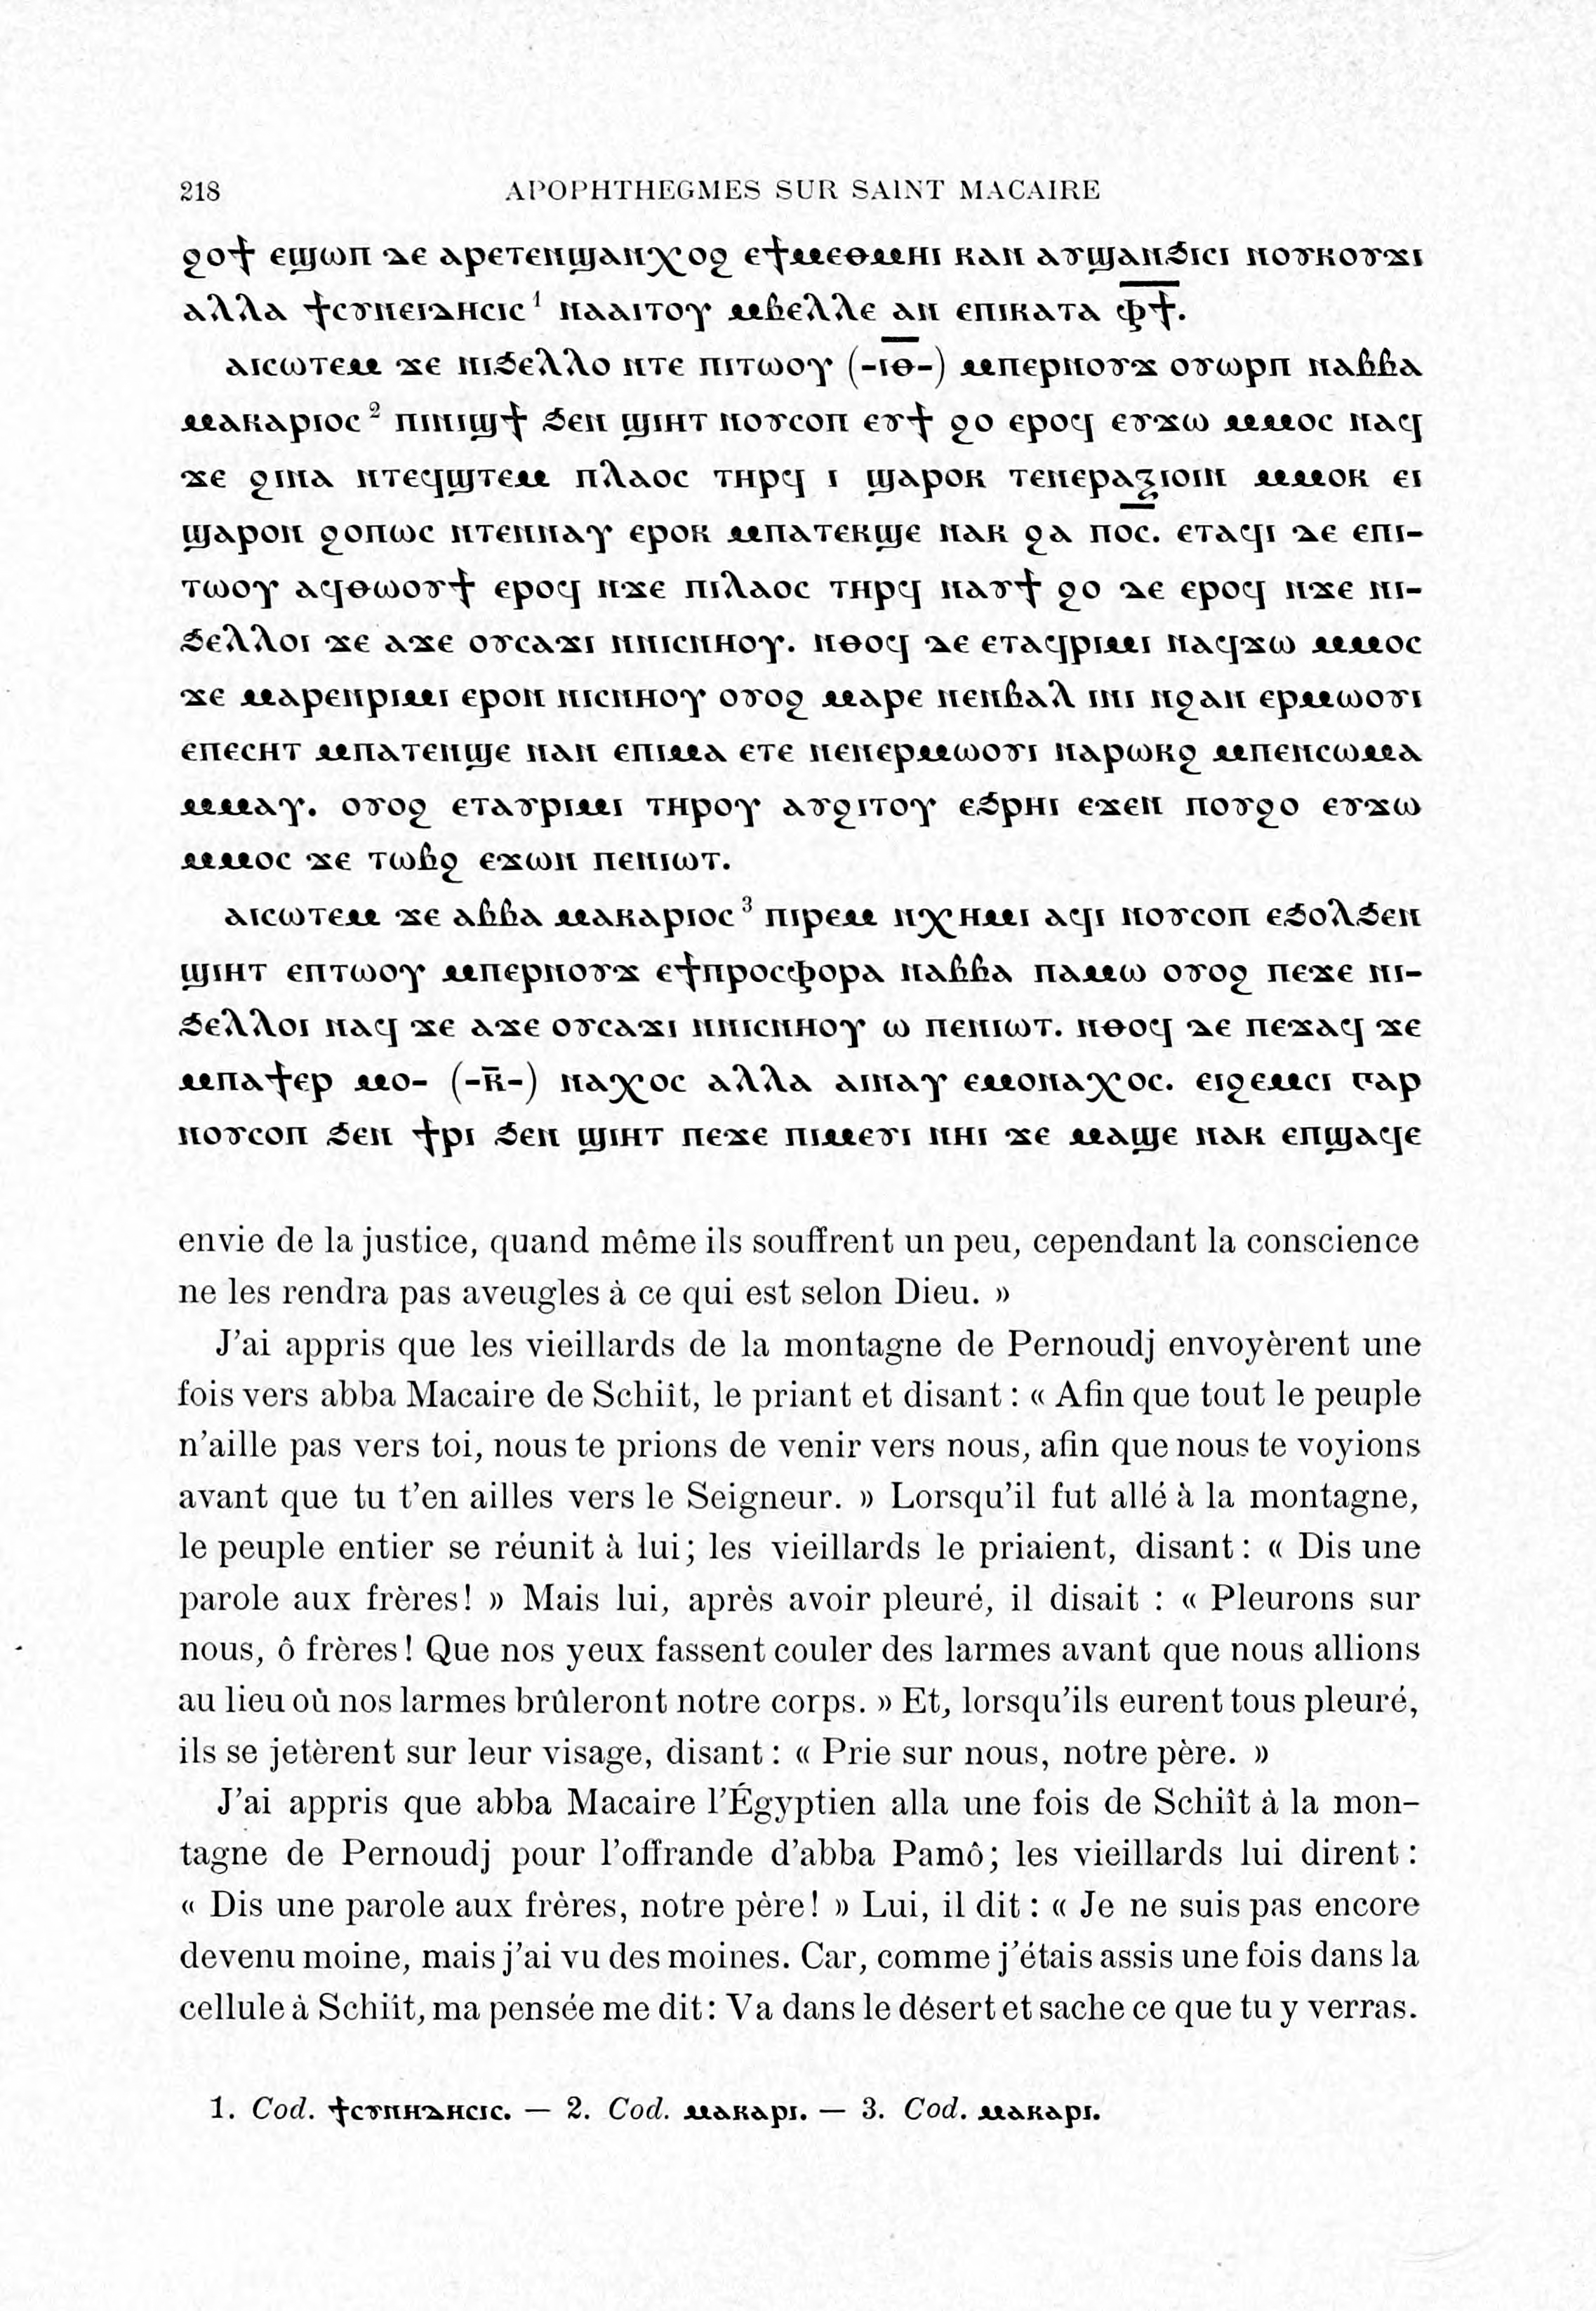 218 APOPHTHEGMES SUR SAINT MACAIRE
ϩοϯ ⲉϣⲱⲡ ⲇⲉ ⲁⲣⲉⲧⲉⲛϣⲁⲛⲭⲟϩ ⲉϯⲙⲉⲑⲙⲏⲓ ⲕⲁⲛ ⲁⲩϣⲁⲛϧⲓⲥⲓ ⲛⲟⲩⲕⲟⲩϫⲓ
ⲁⲗⲗⲁ ϯⲥⲩⲛⲉⲓⲇⲏⲥⲓⲥ¹ ⲛⲁⲁⲓⲧⲟⲩ ⲙⲃⲉⲗⲗⲉ ⲁⲛ ⲉⲡⲓⲕⲁⲧⲁ ⲫ̅ϯ̅.
ⲁⲓⲥⲱⲧⲉⲙ ϫⲉ ⲛⲓϧⲉⲗⲗⲟ ⲛⲧⲉ ⲡⲓⲧⲱⲟⲩ (-ⲓ̅ⲑ̅-) ⲙⲡⲉⲣⲛⲟⲩϫ ⲟⲩⲱⲣⲡ ⲛⲁⲃⲃⲁ
ⲙⲁⲕⲁⲣⲓⲟⲥ² ⲡⲓⲛⲓϣϯ ϧⲉⲛ ϣⲓⲏⲧ ⲛⲟⲩⲥⲟⲡ ⲉⲩϯ ϩⲟ ⲉⲣⲟϥ ⲉⲩϫⲱ ⲙⲙⲟⲥ ⲛⲁϥ
ϫⲉ ϩⲓⲛⲁ ⲛⲧⲉϥϣⲧⲉⲙ ⲡⲗⲁⲟⲥ ⲧⲏⲣϥ ⲓ ϣⲁⲣⲟⲕ ⲧⲉⲛⲉⲣⲁⲝⲓⲟⲓⲛ ⲙⲙⲟⲕ ⲉⲓ
ϣⲁⲣⲟⲛ ϩⲟⲡⲱⲥ ⲛⲧⲉⲛⲛⲁⲩ ⲉⲣⲟⲕ ⲙⲡⲁⲧⲉⲕϣⲉ ⲛⲁⲕ ϩⲁ ⲡⲟ̅ⲥ̅. ⲉⲧⲁϥⲓ ⲇⲉ ⲉⲡⲓ-
ⲧⲱⲟⲩ ⲁϥⲑⲱⲟⲩϯ ⲉⲣⲟϥ ⲛϫⲉ ⲡⲓⲗⲁⲟⲥ ⲧⲏⲣϥ ⲛⲁⲩϯ ϩⲟ ⲇⲉ ⲉⲣⲟϥ ⲛϫⲉ ⲛⲓ-
ϧⲉⲗⲗⲟⲓ ϫⲉ ⲁϫⲉ ⲟⲩⲥⲁϫⲓ ⲛⲛⲓⲥⲛⲏⲟⲩ. ⲛⲑⲟϥ ⲇⲉ ⲉⲧⲁϥⲣⲓⲙⲓ ⲛⲁϥϫⲱ ⲙⲙⲟⲥ
ϫⲉ ⲙⲁⲣⲉⲛⲣⲓⲙⲓ ⲉⲣⲟⲛ ⲛⲓⲥⲛⲏⲟⲩ ⲟⲩⲟϩ ⲙⲁⲣⲉ ⲛⲉⲛⲃⲁⲗ ⲓⲛⲓ ⲛϩⲁⲛ ⲉⲣⲙⲱⲟⲩⲓ
ⲉⲡⲉⲥⲏⲧ ⲙⲡⲁⲧⲉⲛϣⲉ ⲛⲁⲛ ⲉⲡⲓⲙⲁ ⲉⲧⲉ ⲛⲉⲛⲉⲣⲙⲱⲟⲩⲓ ⲛⲁⲣⲱⲕϩ ⲙⲡⲉⲛⲥⲱⲙⲁ
ⲙⲙⲁⲩ. ⲟⲩⲟϩ ⲉⲧⲁⲩⲣⲓⲙⲓ ⲧⲏⲣⲟⲩ ⲁⲩϩⲓⲧⲟⲩ ⲉϧⲣⲏⲓ ⲉϫⲉⲛ ⲡⲟⲩϩⲟ ⲉⲩϫⲱ
ⲙⲙⲟⲥ ϫⲉ ⲧⲱⲃϩ ⲉϫⲱⲛ ⲡⲉⲛⲓⲱⲧ.
ⲁⲓⲥⲱⲧⲉⲙ ϫⲉ ⲁⲃⲃⲁ ⲙⲁⲕⲁⲣⲓⲟⲥ³ ⲡⲓⲣⲉⲙ ⲛⲭⲏⲙⲓ ⲁϥⲓ ⲛⲟⲩⲥⲟⲡ ⲉϧⲟⲗϧⲉⲛ
ϣⲓⲏⲧ ⲉⲡⲧⲱⲟⲩ ⲙⲡⲉⲣⲛⲟⲩϫ ⲉϯⲡⲣⲟⲥⲫⲟⲣⲁ ⲛⲁⲃⲃⲁ ⲡⲁⲙⲱ ⲟⲩⲟϩ ⲡⲉϫⲉ ⲛⲓ-
ϧⲉⲗⲗⲟⲓ ⲛⲁϥ ϫⲉ ⲁϫⲉ ⲟⲩⲥⲁϫⲓ ⲛⲛⲓⲥⲛⲏⲟⲩ ⲱ ⲡⲉⲛⲓⲱⲧ. ⲛⲑⲟϥ ⲇⲉ ⲡⲉϫⲁϥ ϫⲉ
ⲙⲡⲁϯⲉⲣ ⲙⲟ- (-ⲕ̅-) ⲛⲁⲭⲟⲥ ⲁⲗⲗⲁ ⲁⲓⲛⲁⲩ ⲉⲙⲟⲛⲁⲭⲟⲥ. ⲉⲓϩⲉⲙⲥⲓ ⲅⲁⲣ
ⲛⲟⲩⲥⲟⲡ ϧⲉⲛ ϯⲣⲓ ϧⲉⲛ ϣⲓⲏⲧ ⲡⲉϫⲉ ⲡⲓⲙⲉⲩⲓ ⲛⲏⲓ ϫⲉ ⲙⲁϣⲉ ⲛⲁⲕ ⲉⲡϣⲁϥⲉ
envie de la justice, quand même ils souffrent un peu, cependant la conscience
ne les rendra pas aveugles à ce qui est selon Dieu. »
J'ai appris que les vieillards de la montagne de Pernoudj envoyèrent une
fois vers abba Macaire de Schiît, le priant et disant : « Afin que tout le peuple
n'aille pas vers toi, nous te prions de venir vers nous, afin que nous te voyions
avant que tu t'en ailles vers le Seigneur. » Lorsqu'il fut allé à la montagne,
le peuple entier se réunit à lui; les vieillards le priaient, disant : « Dis une
parole aux frères! » Mais lui, après avoir pleuré, il disait : « Pleurons sur
nous, ô frères! Que nos yeux fassent couler des larmes avant que nous allions
au lieu où nos larmes brûleront notre corps. » Et, lorsqu'ils eurent tous pleuré,
ils se jetèrent sur leur visage, disant : « Prie sur nous, notre père. »
J'ai appris que abba Macaire l'Égyptien alla une fois de Schiît à la mon-
tagne de Pernoudj pour l'offrande d'abba Pamô; les vieillards lui dirent :
« Dis une parole aux frères, notre père! » Lui, il dit : « Je ne suis pas encore
devenu moine, mais j'ai vu des moines. Car, comme j'étais assis une fois dans la
cellule à Schiît, ma pensée me dit : Va dans le désert et sache ce que tu y verras.
1. Cod. ϯⲥⲩⲛⲏⲇⲏⲥⲓⲥ. — 2. Cod. ⲙⲁⲕⲁⲣⲓ. — 3. Cod. ⲙⲁⲕⲁⲣⲓ.